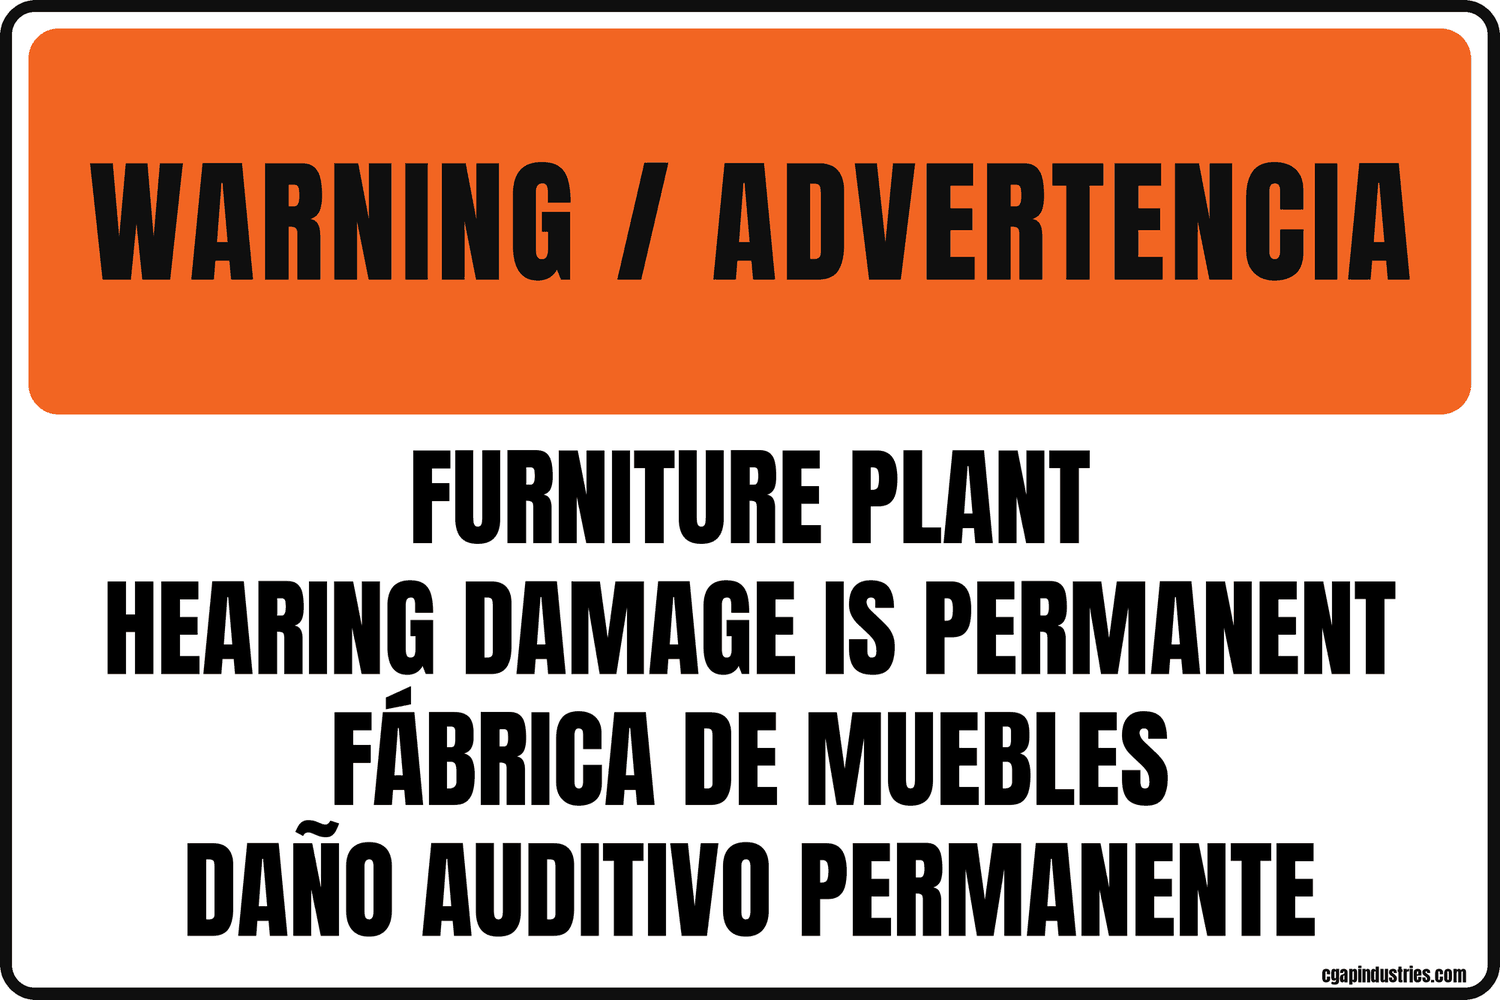 WARNING / ADVERTENCIA
FURNITURE PLANT
HEARING DAMAGE IS PERMANENT
FÁBRICA DE MUEBLES
DAÑO AUDITIVO PERMANENTE
cgapindustries.com